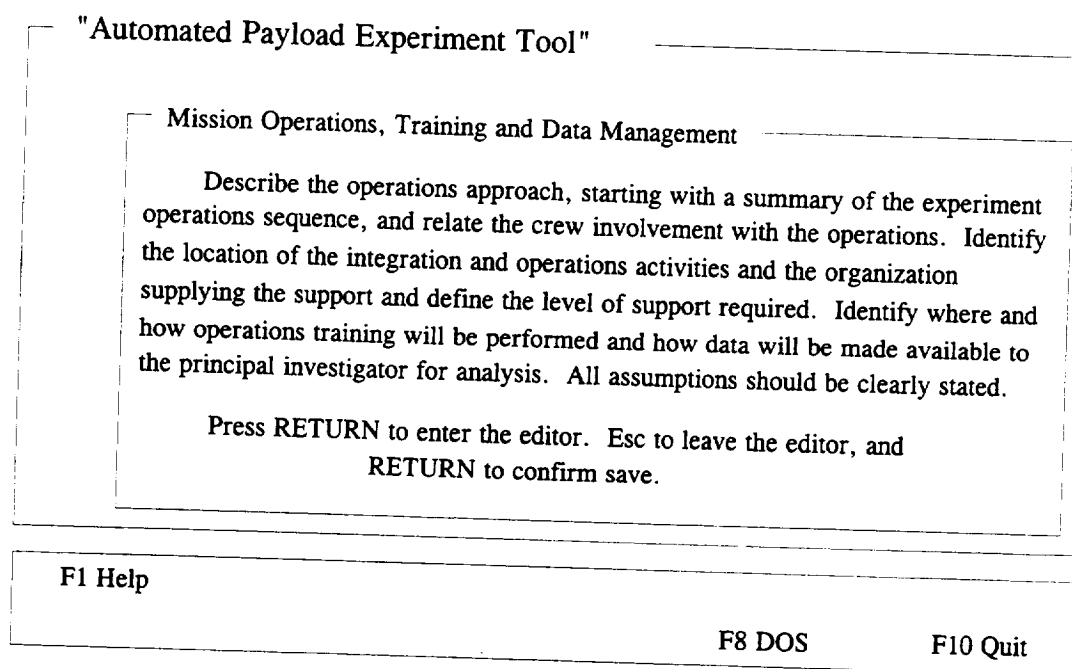 "Automated Payload Experiment Tool"
Mission Operations, Training and Data Management
Describe the operations approach, starting with a summary of the experiment
operations sequence, and relate the crew involvement with the operations. Identify
the location of the integration and operations activities and the organization
supplying the support and define the level of support required. Identify where and
how operations training will be performed and how data will be made available to
the principal investigator for analysis. All assumptions should be clearly stated.
Press RETURN to enter the editor. Esc to leave the editor, and
RETURN to confirm save.
F1 Help
F8 DOS F10 Quit